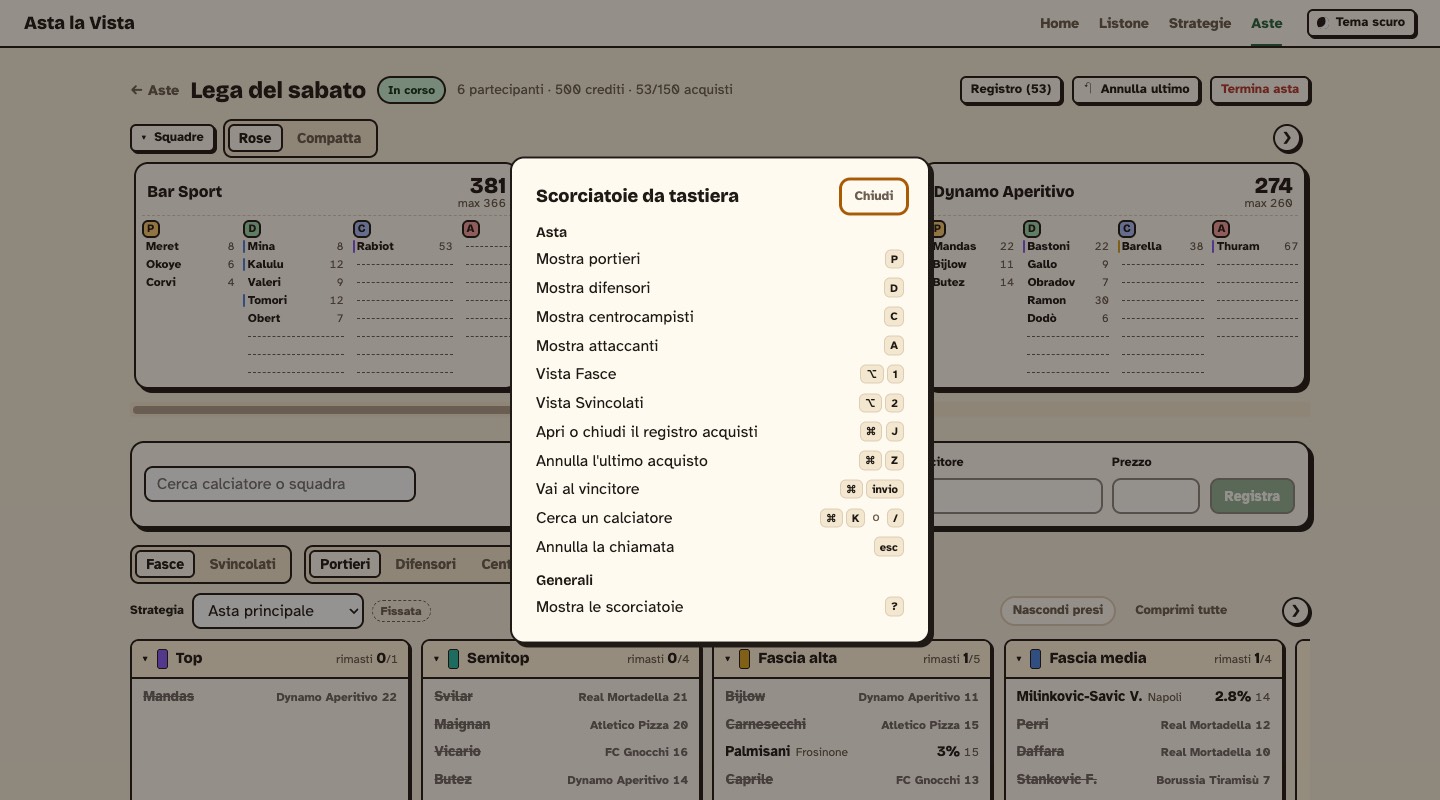 Asta la Vista
Home Listone Strategie Aste Tema scuro
← Aste Lega del sabato In corso 6 partecipanti · 500 crediti · 53/150 acquisti
Registro (53) Annulla ultimo Termina asta
▾ Squadre Rose Compatta ❯
Bar Sport 381
max 366
P D C A
Meret 8 Mina 8 Rabiot 53
Okoye 6 Kalulu 12
Corvi 4 Valeri 9
Tomori 12
Obert 7
Dynamo Aperitivo 274
max 260
P D C A
Mandas 22 Bastoni 22 Barella 38 Thuram 67
Bijlow 11 Gallo 9
Butez 14 Obradov 7
Ramon 30
Dodò 6
Scorciatoie da tastiera Chiudi
Asta
Mostra portieri P
Mostra difensori D
Mostra centrocampisti C
Mostra attaccanti A
Vista Fasce ⌥ 1
Vista Svincolati ⌥ 2
Apri o chiudi il registro acquisti ⌘ J
Annulla l'ultimo acquisto ⌘ Z
Vai al vincitore ⌘ invio
Cerca un calciatore ⌘ K o /
Annulla la chiamata esc
Generali
Mostra le scorciatoie ?
Cerca calciatore o squadra
citore Prezzo
Registra
Fasce Svincolati Portieri Difensori Cent
Strategia Asta principale Fissata
Nascondi presi Comprimi tutte ❯
▾ Top rimasti 0/1
Mandas Dynamo Aperitivo 22
▾ Semitop rimasti 0/4
Svilar Real Mortadella 21
Maignan Atletico Pizza 20
Vicario FC Gnocchi 16
Butez Dynamo Aperitivo 14
▾ Fascia alta rimasti 1/5
Bijlow Dynamo Aperitivo 11
Carnesecchi Atletico Pizza 15
Palmisani Frosinone 3% 15
Caprile FC Gnocchi 13
▾ Fascia media rimasti 1/4
Milinkovic-Savic V. Napoli 2.8% 14
Perri Real Mortadella 12
Daffara Real Mortadella 10
Stankovic F. Borussia Tiramisù 7